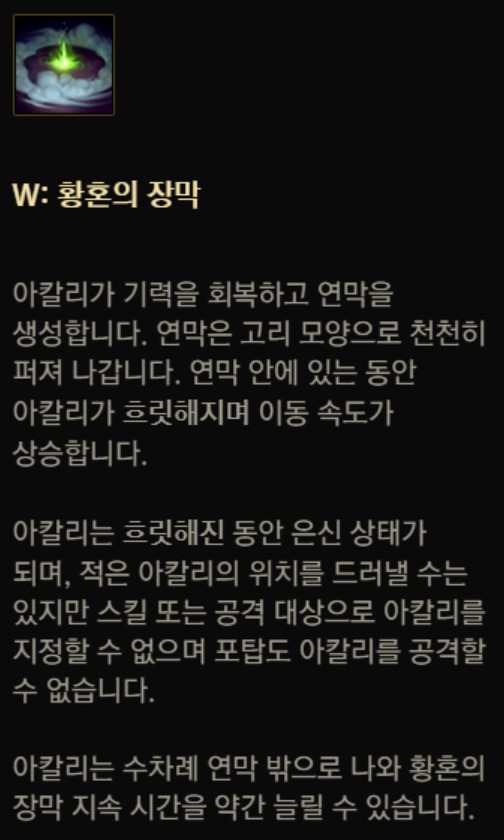 W: 황혼의 장막
아칼리가 기력을 회복하고 연막을
생성합니다. 연막은 고리 모양으로 천천히
퍼져 나갑니다. 연막 안에 있는 동안
아칼리가 흐릿해지며 이동 속도가
상승합니다.
아칼리는 흐릿해진 동안 은신 상태가
되며, 적은 아칼리의 위치를 드러낼 수는
있지만 스킬 또는 공격 대상으로 아칼리를
지정할 수 없으며 포탑도 아칼리를 공격할
수 없습니다.
아칼리는 수차례 연막 밖으로 나와 황혼의
장막 지속 시간을 약간 늘릴 수 있습니다.